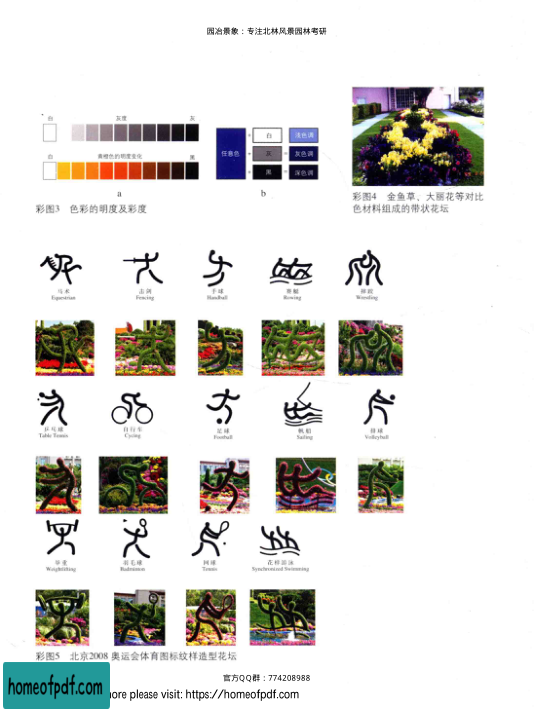 园冶景象：专注北林风景园林考研
白 灰度 灰
白 黄橙色的明度变化 黑
a
任意色 + 白 = 浅色调
+ 灰 = 灰色调
+ 黑 = 深色调
b
彩图3 色彩的明度及彩度
彩图4 金鱼草、大丽花等对比
色材料组成的带状花坛
马术 击剑 手球 赛艇 摔跤
Equestrian Fencing Handball Rowing Wrestling
乒乓球 自行车 足球 帆船 排球
Table Tennis Cycing Football Sailing Volleyball
举重 羽毛球 网球 花样游泳
Weightlifting Badminton Tennis Synchronized Swimming
彩图5 北京2008奥运会体育图标纹样造型花坛
官方QQ群：774208988
homeofpdf.com
ore please visit: https://homeofpdf.com